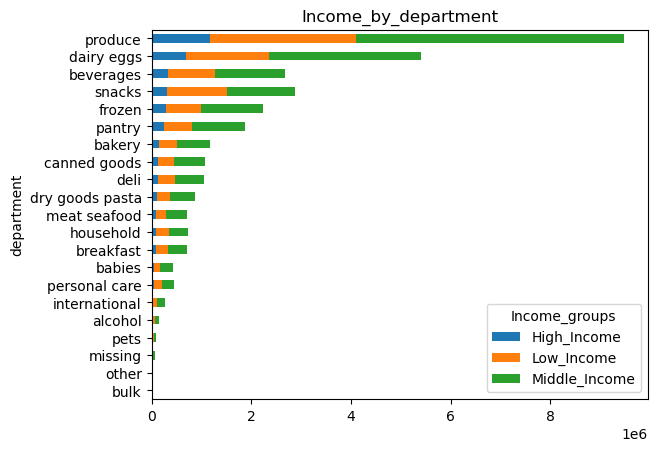 Income_by_department
department
produce
dairy eggs
beverages
snacks
frozen
pantry
bakery
canned goods
deli
dry goods pasta
meat seafood
household
breakfast
babies
personal care
international
alcohol
pets
missing
other
bulk
Income_groups
High_Income
Low_Income
Middle_Income
0 2 4 6 8
1e6